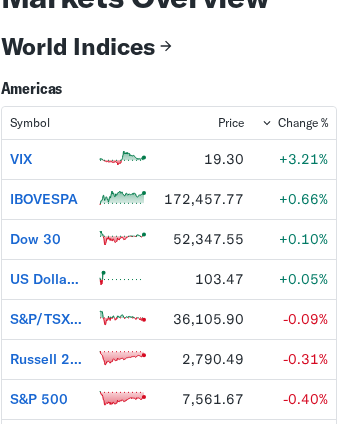 Markets Overview
World Indices
Americas
Symbol Price Change %
VIX 19.30 +3.21%
IBOVESPA 172,457.77 +0.66%
Dow 30 52,347.55 +0.10%
US Dolla... 103.47 +0.05%
S&P/TSX... 36,105.90 -0.09%
Russell 2... 2,790.49 -0.31%
S&P 500 7,561.67 -0.40%